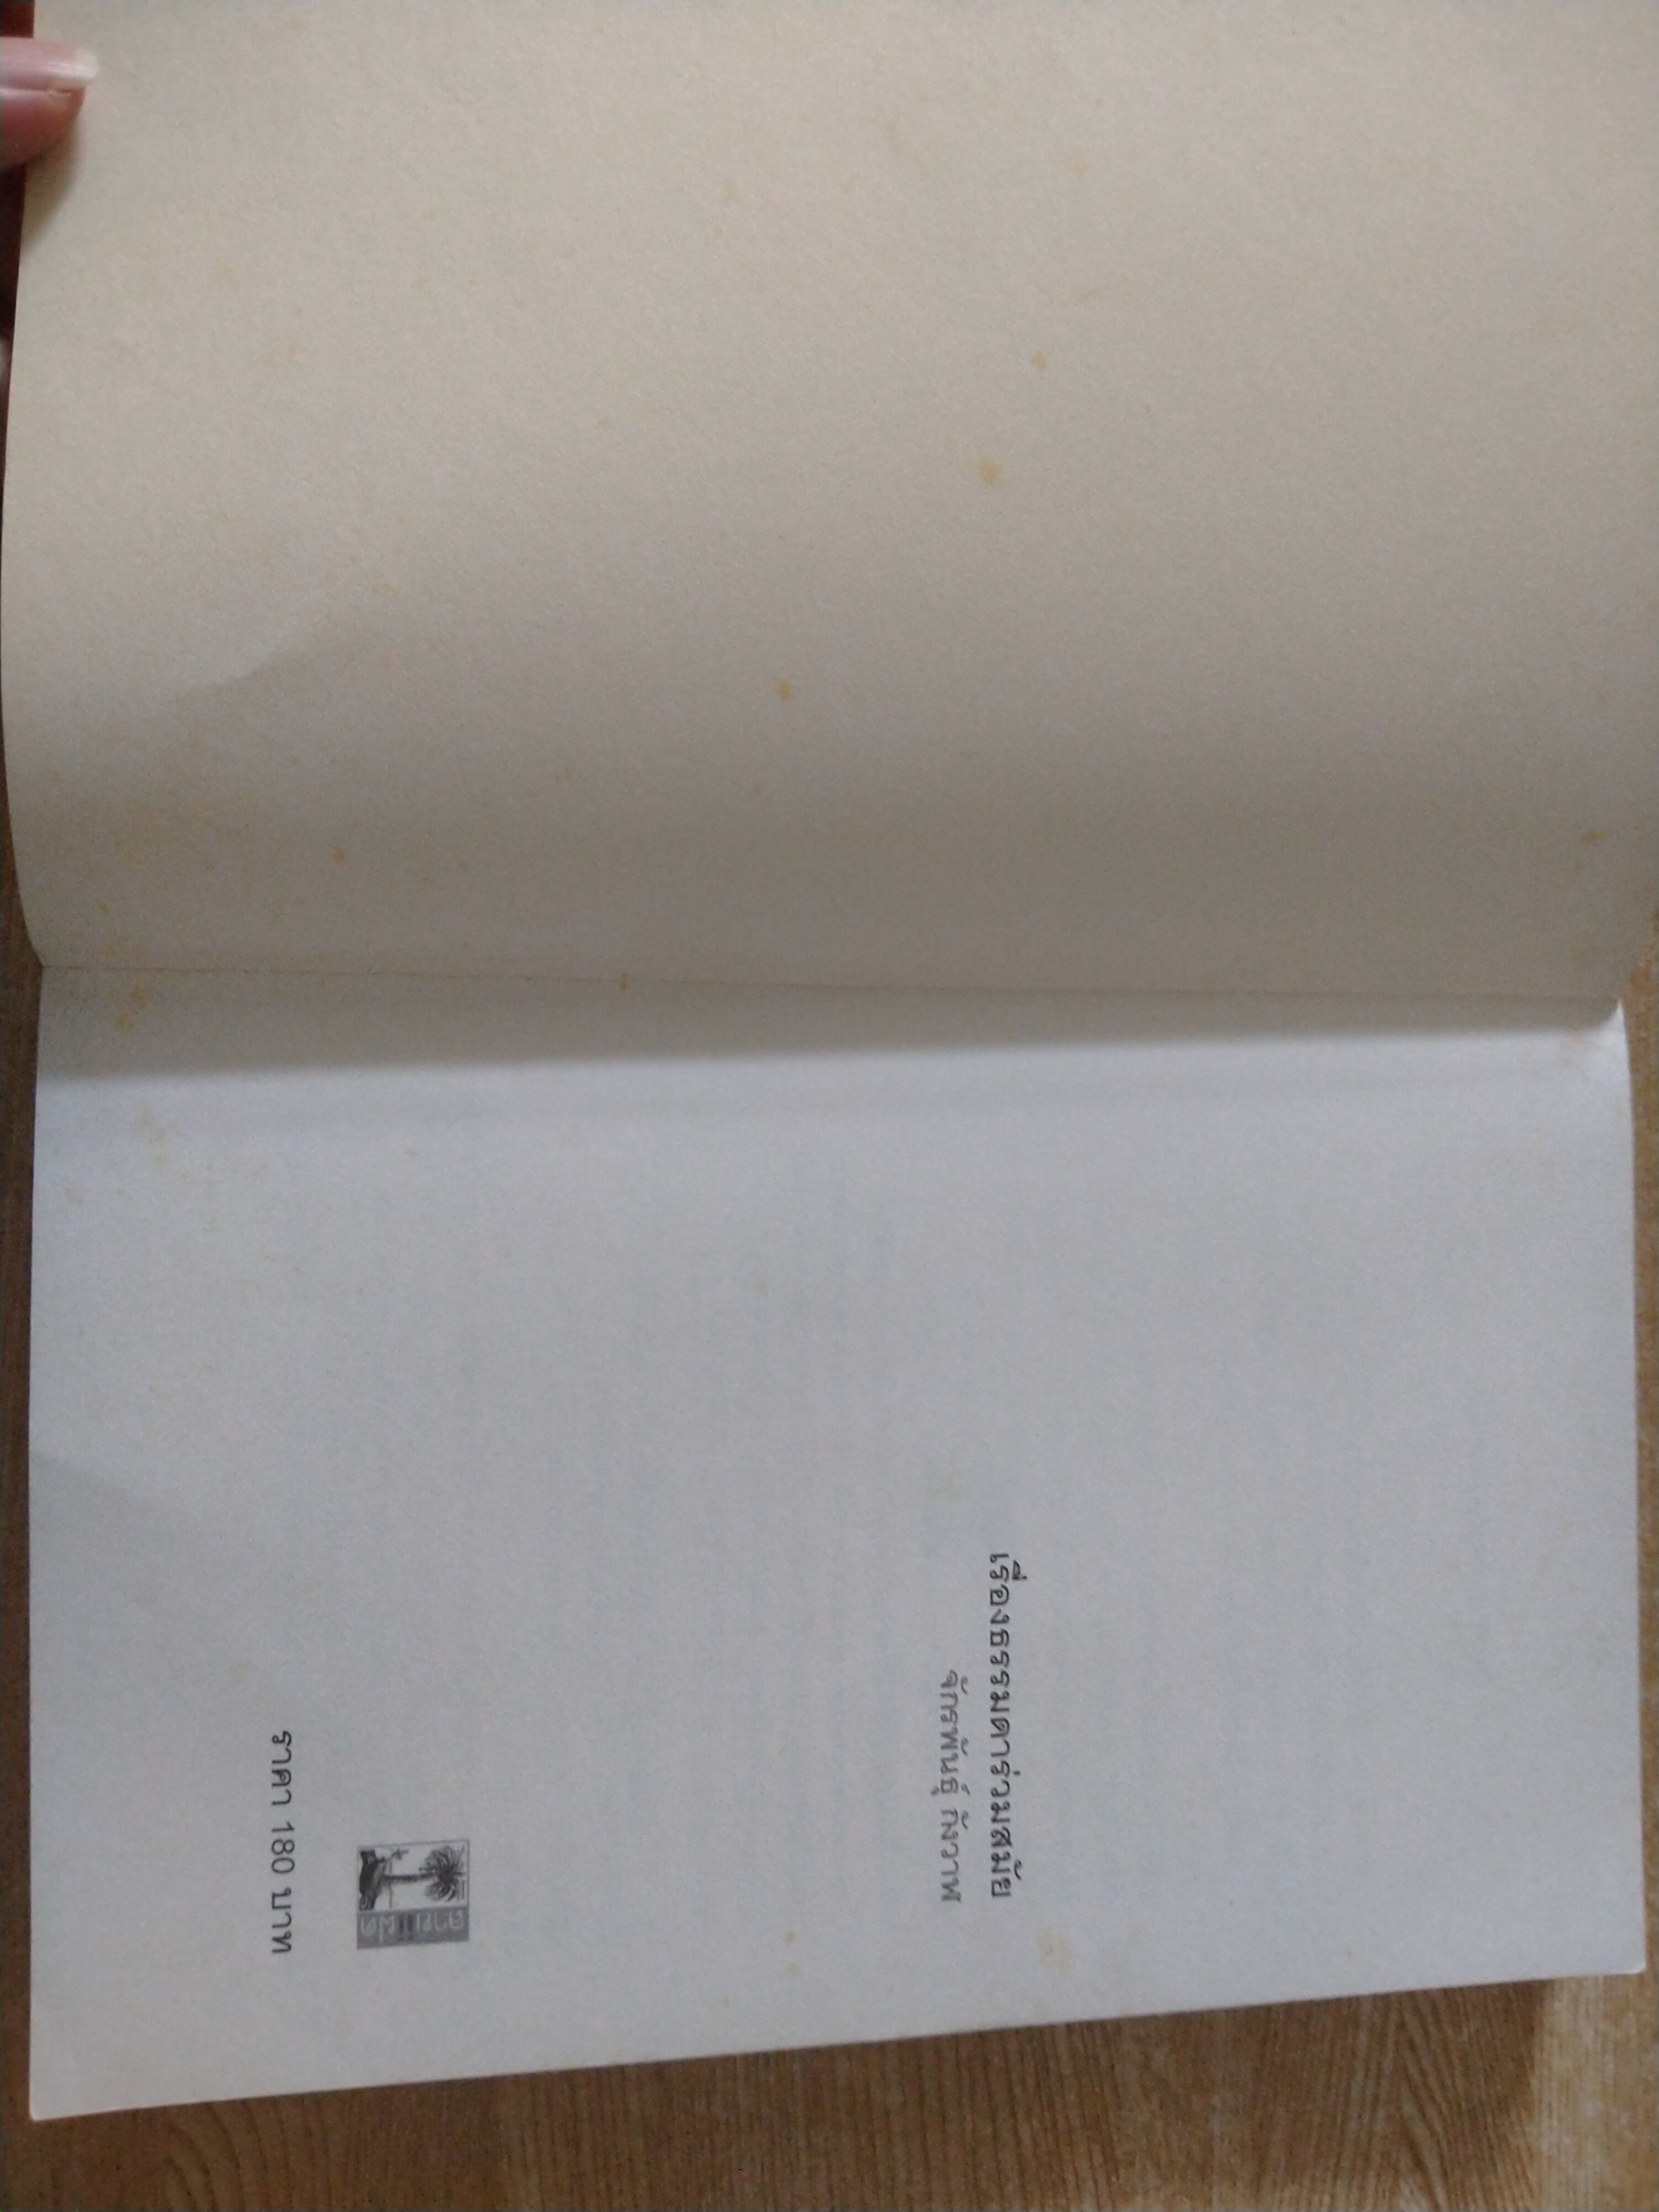 เรื่องธรรมดาร่วมสมัย
จักรพันธุ์ กังวาฬ
ราคา 180 บาท